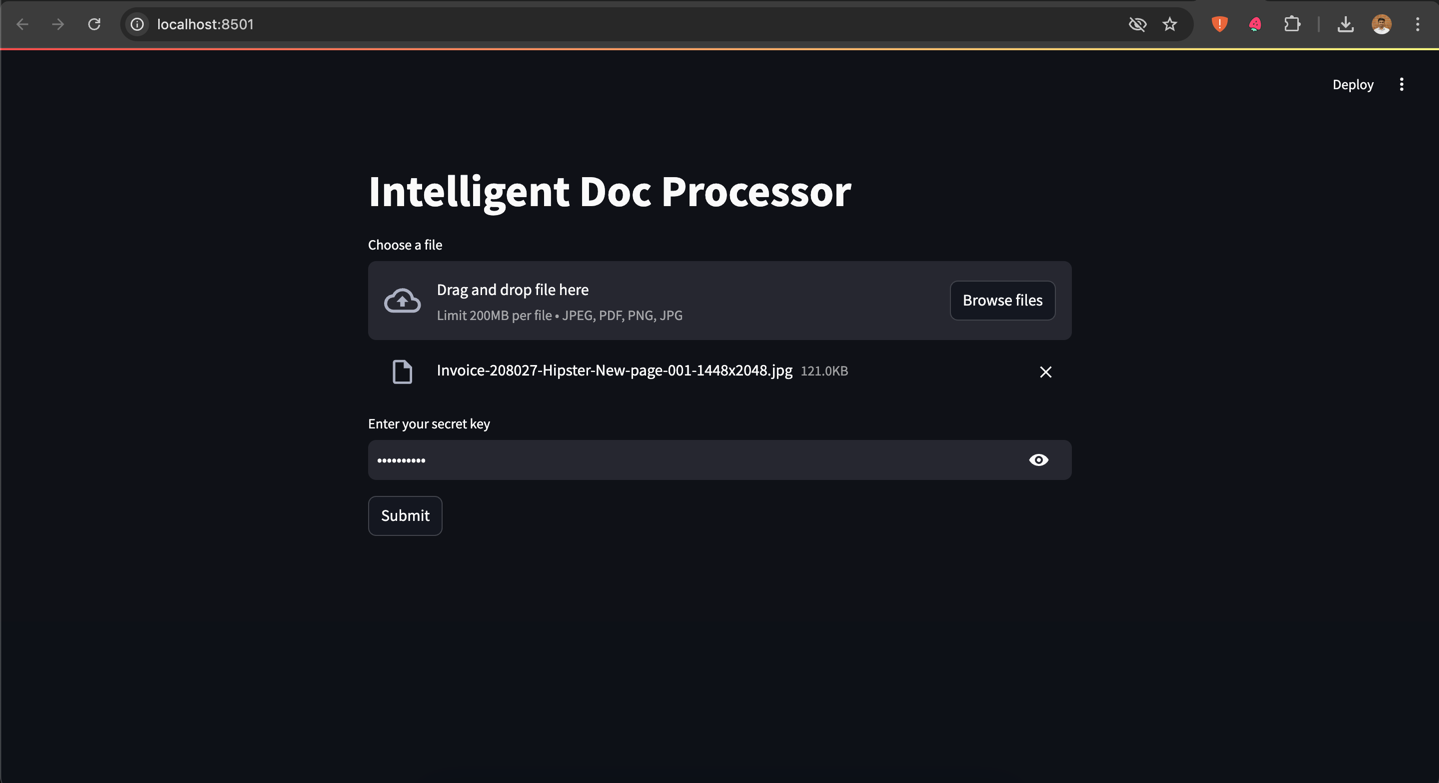 localhost:8501
Deploy
Intelligent Doc Processor
Choose a file
Drag and drop file here
Limit 200MB per file • JPEG, PDF, PNG, JPG
Browse files
Invoice-208027-Hipster-New-page-001-1448x2048.jpg 121.0KB
Enter your secret key
••••••••••
Submit